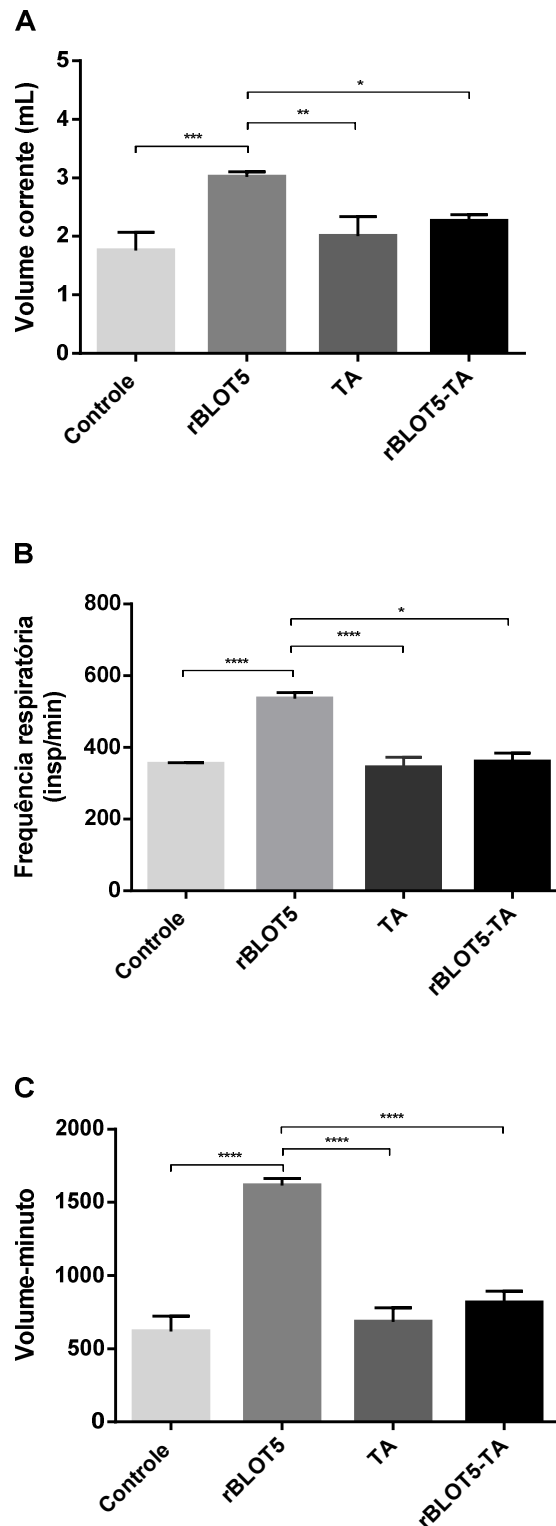 A
Volume corrente (mL)
5
4
3
2
1
0
*
**
***
Controle
rBLOT5
TA
rBLOT5-TA
B
Frequência respiratória
(insp/min)
800
600
400
200
0
*
****
****
Controle
rBLOT5
TA
rBLOT5-TA
C
Volume-minuto
2000
1500
1000
500
0
****
****
****
Controle
rBLOT5
TA
rBLOT5-TA